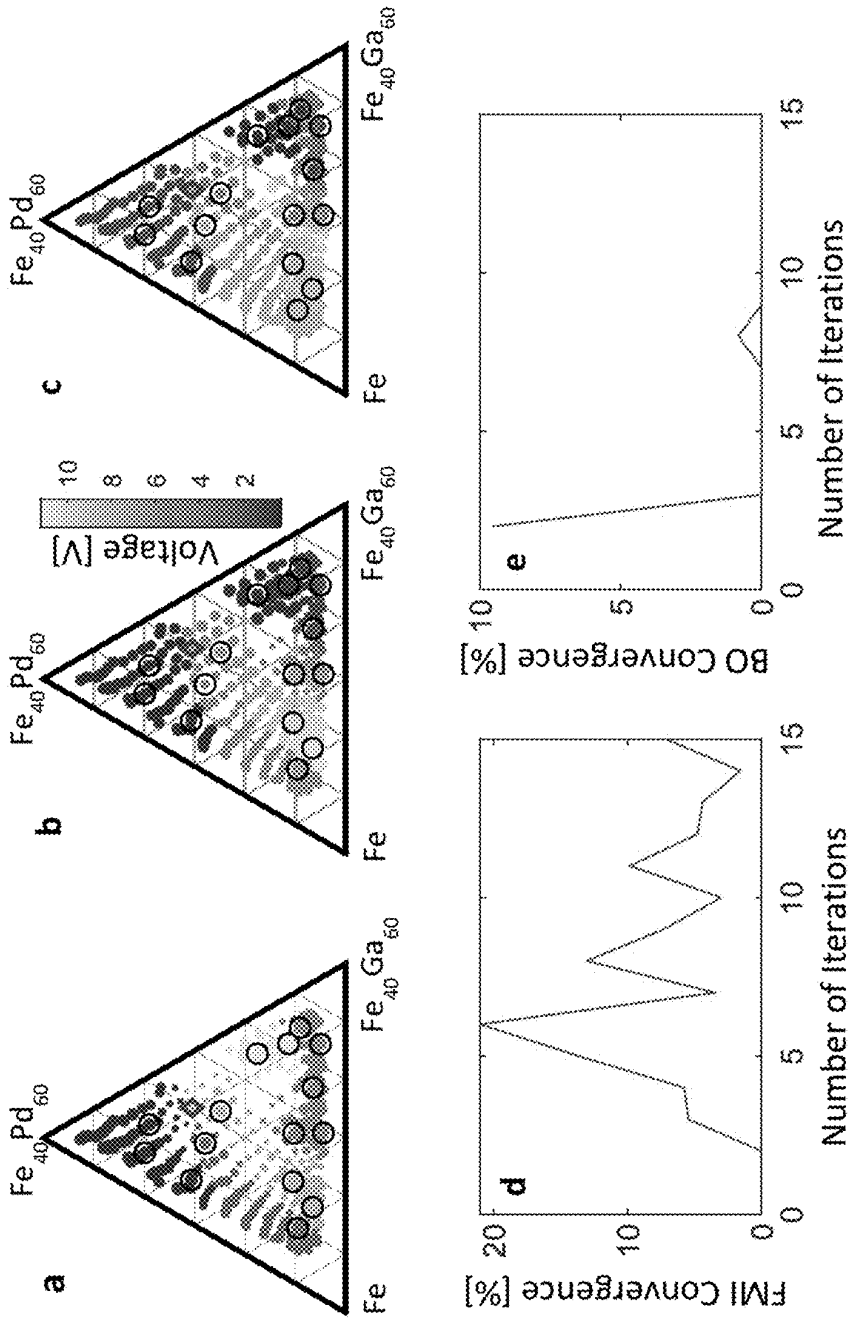 a
Fe₄₀Pd₆₀
Fe
Fe₄₀Ga₆₀
b
Fe₄₀Pd₆₀
Fe
Fe₄₀Ga₆₀
Voltage [V]
10
8
6
4
2
c
Fe₄₀Pd₆₀
Fe
Fe₄₀Ga₆₀
d
FMI Convergence [%]
20
10
0
0
5
10
15
Number of Iterations
e
BO Convergence [%]
10
5
0
0
5
10
15
Number of Iterations